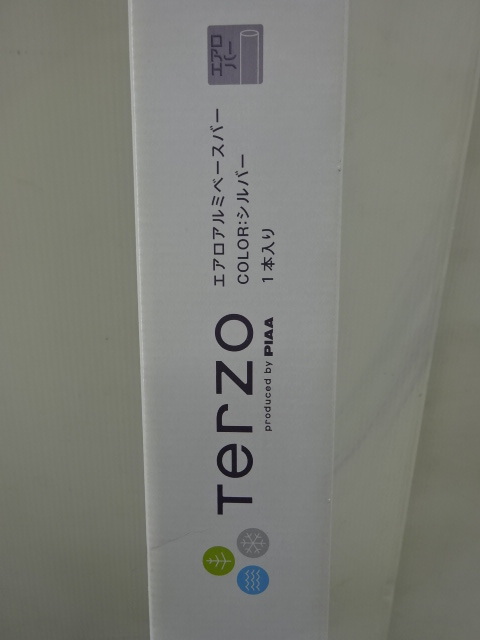 Terzo
produced by PIAA
エアロアルミベースバー
COLOR:シルバー
1本入り
エアロ
バー